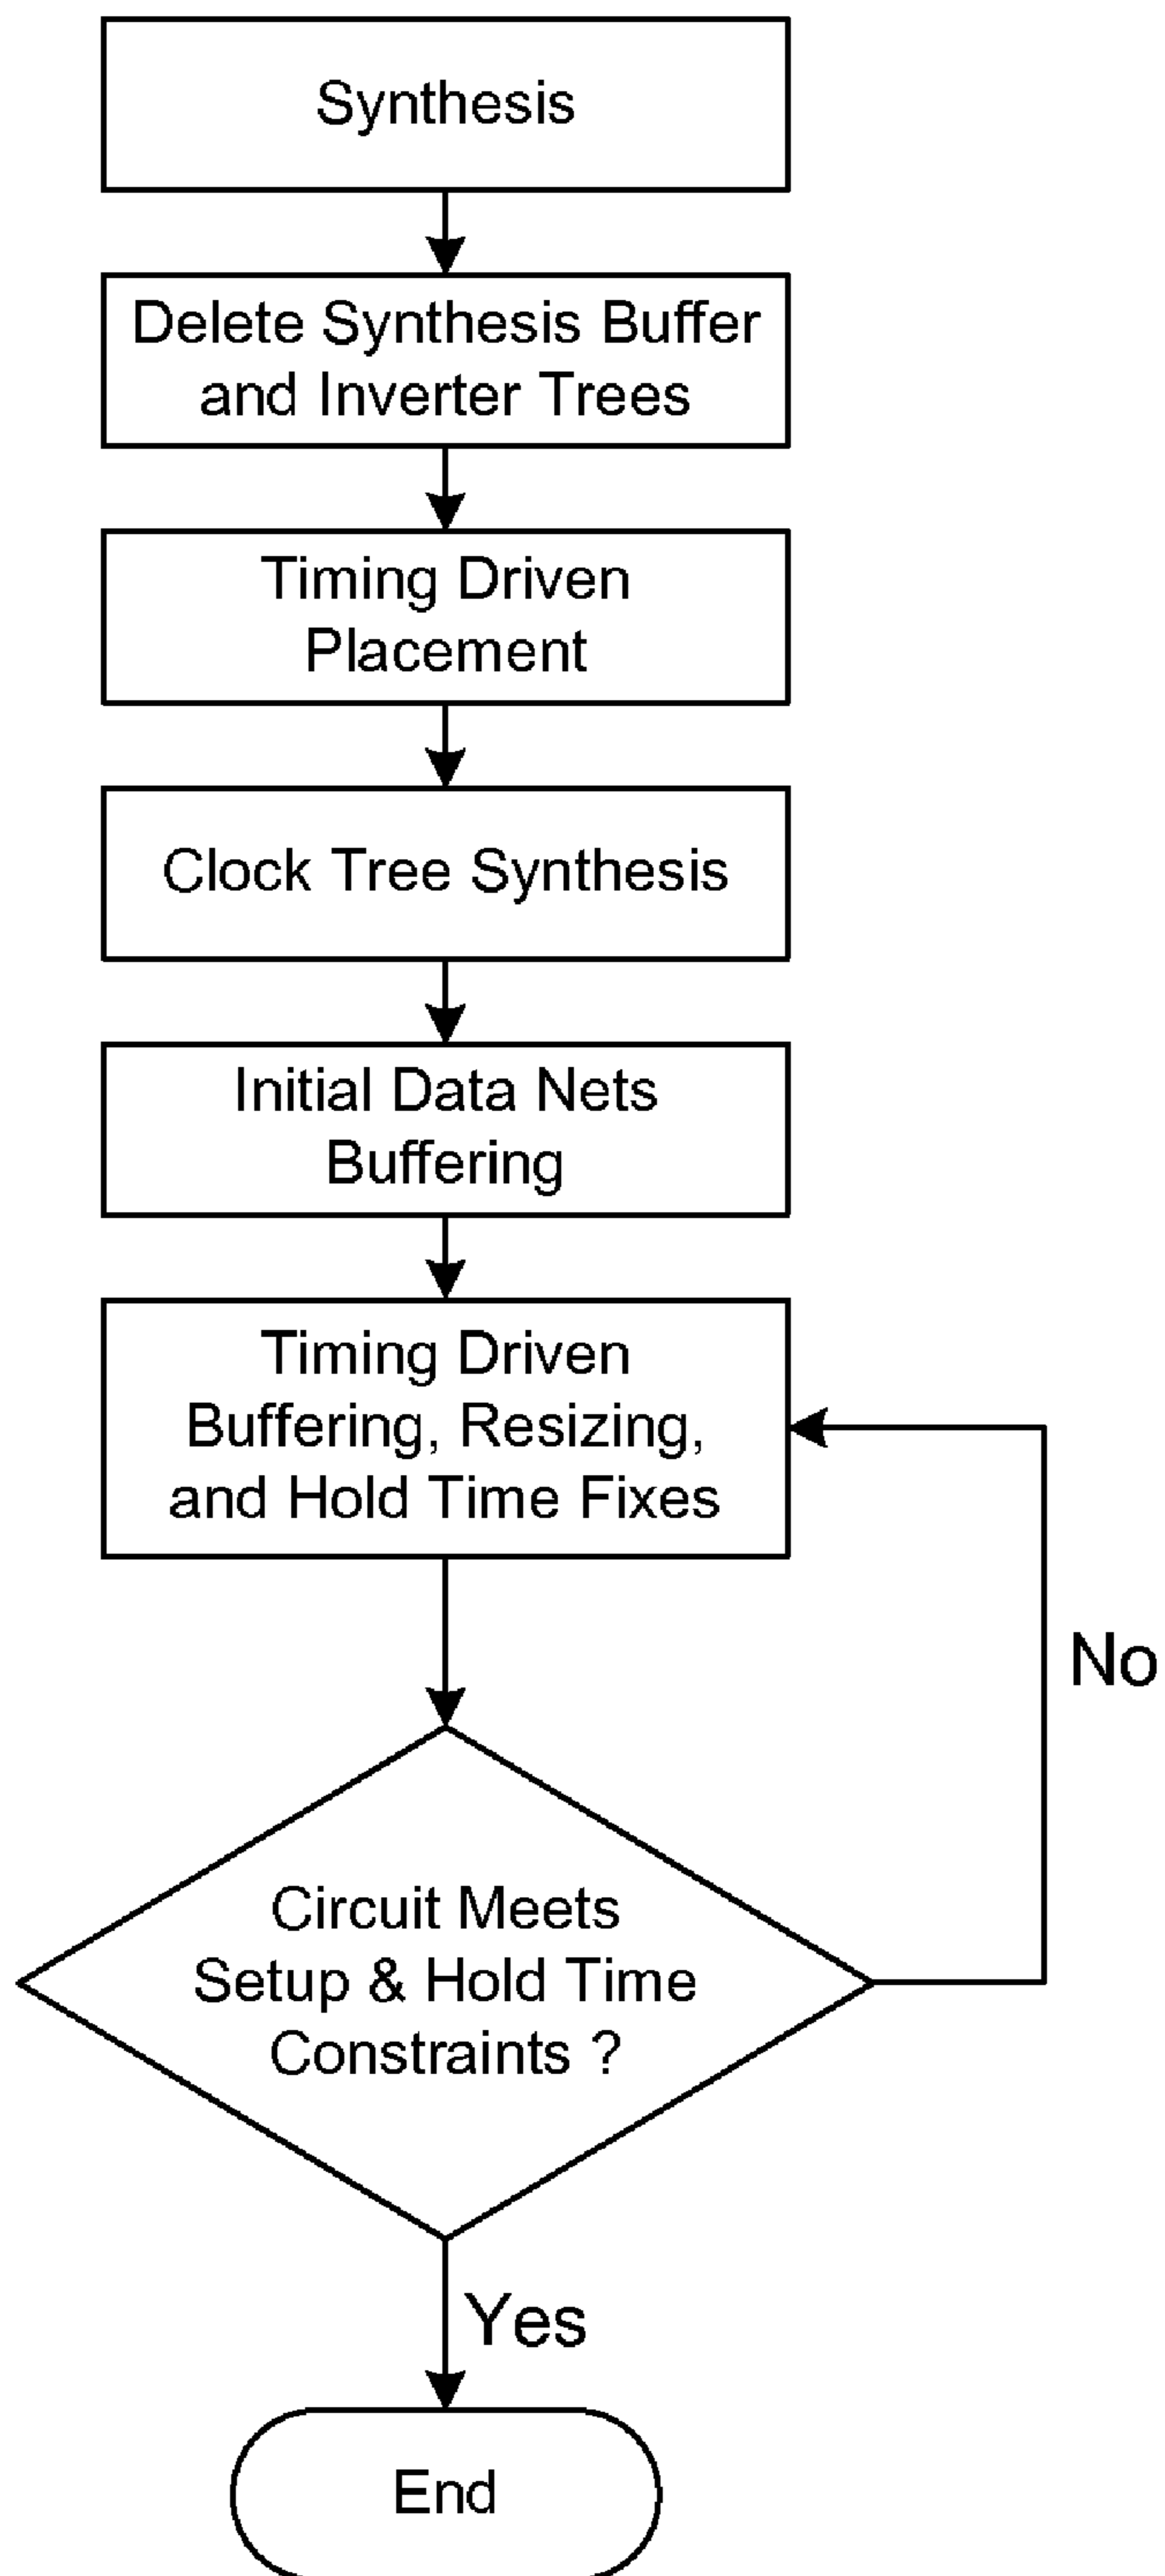 Synthesis
Delete Synthesis Buffer
and Inverter Trees
Timing Driven
Placement
Clock Tree Synthesis
Initial Data Nets
Buffering
Timing Driven
Buffering, Resizing,
and Hold Time Fixes
No
Circuit Meets
Setup & Hold Time
Constraints ?
Yes
End